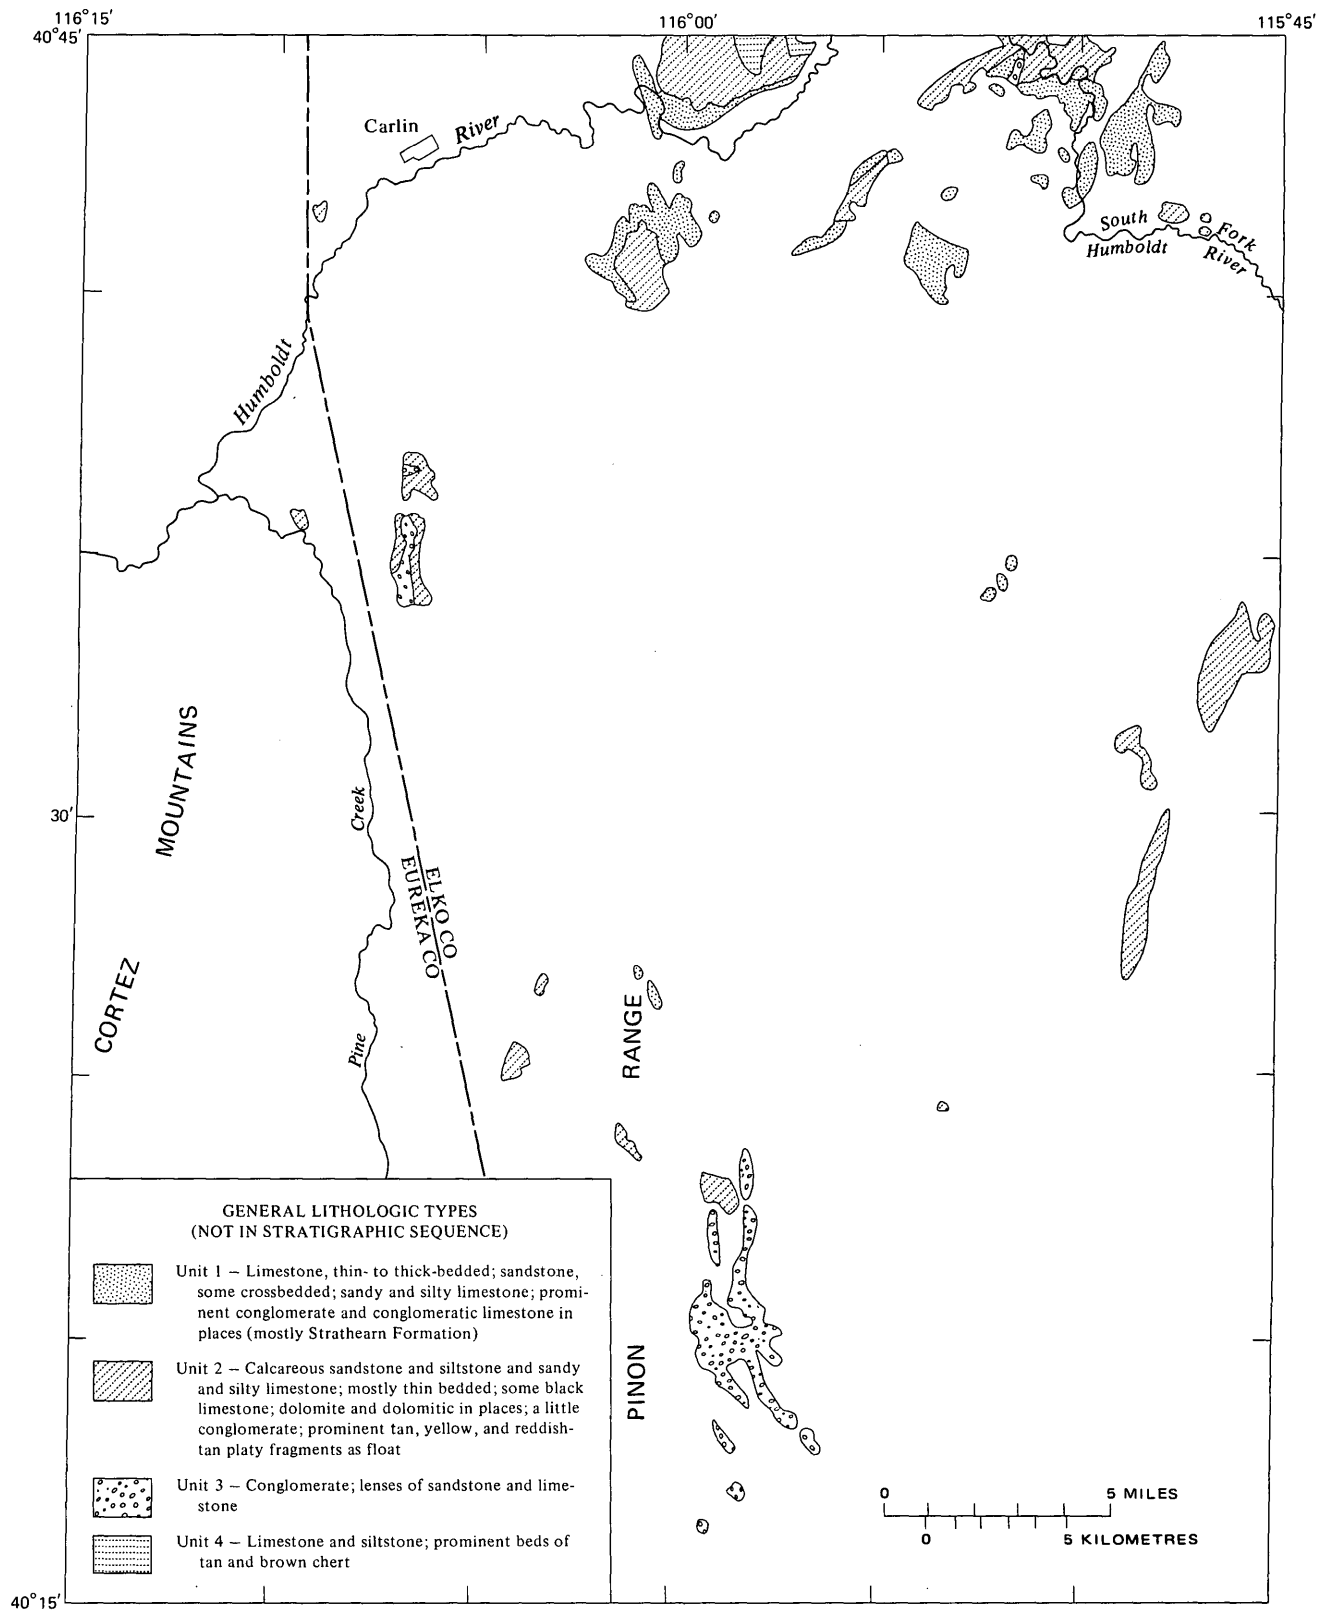 116°15′
116°00′
115°45′
40°45′
Carlin
River
South
Fork
Humboldt
River
Humboldt
MOUNTAINS
30′
Creek
ELKO CO
EUREKA CO
CORTEZ
RANGE
Pine
GENERAL LITHOLOGIC TYPES
(NOT IN STRATIGRAPHIC SEQUENCE)
Unit 1 – Limestone, thin- to thick-bedded; sandstone,
some crossbedded; sandy and silty limestone; promi-
nent conglomerate and conglomeratic limestone in
places (mostly Strathearn Formation)
Unit 2 – Calcareous sandstone and siltstone and sandy
and silty limestone; mostly thin bedded; some black
limestone; dolomite and dolomitic in places; a little
conglomerate; prominent tan, yellow, and reddish-
tan platy fragments as float
Unit 3 – Conglomerate; lenses of sandstone and lime-
stone
Unit 4 – Limestone and siltstone; prominent beds of
tan and brown chert
PINON
0 5 MILES
0 5 KILOMETRES
40°15′